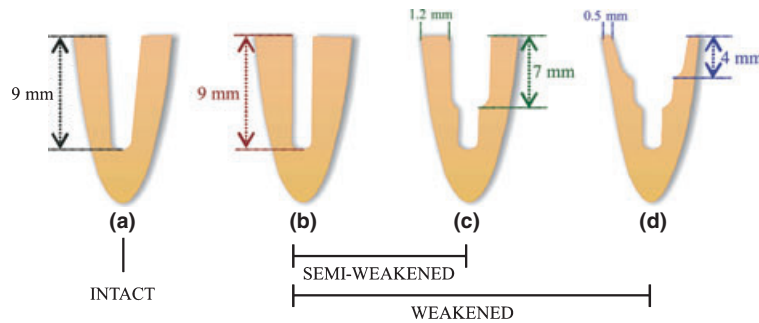 1.2 mm
0.5 mm
9 mm
9 mm
7 mm
4 mm
(a)
(b)
(c)
(d)
INTACT
SEMI-WEAKENED
WEAKENED